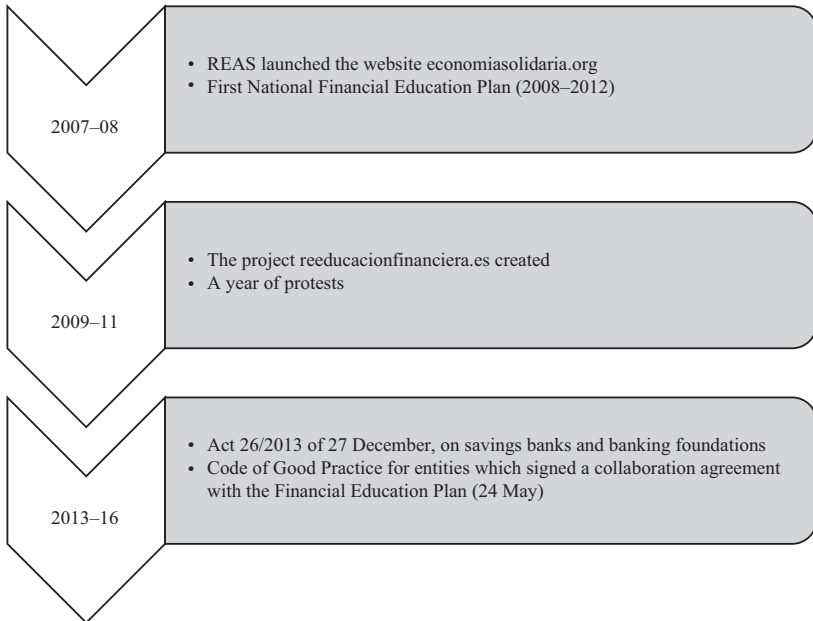 2007–08
• REAS launched the website economiasolidaria.org
• First National Financial Education Plan (2008–2012)
2009–11
• The project reeducacionfinanciera.es created
• A year of protests
2013–16
• Act 26/2013 of 27 December, on savings banks and banking foundations
• Code of Good Practice for entities which signed a collaboration agreement
with the Financial Education Plan (24 May)